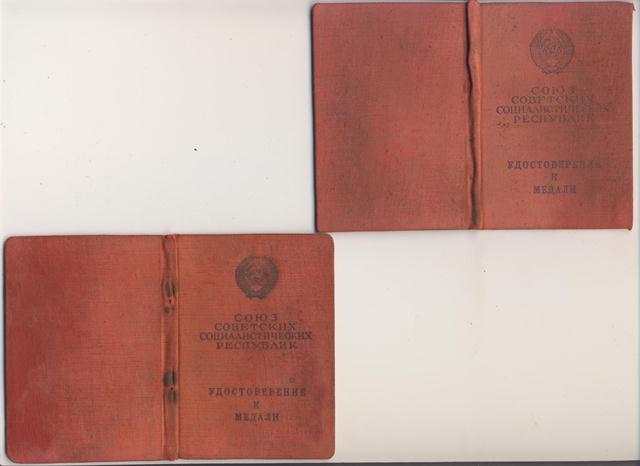 СОЮЗ
СОВЕТСКИХ
СОЦИАЛИСТИЧЕСКИХ
РЕСПУБЛИК
УДОСТОВЕРЕНИЕ
К
МЕДАЛИ
СОЮЗ
СОВЕТСКИХ
СОЦИАЛИСТИЧЕСКИХ
РЕСПУБЛИК
УДОСТОВЕРЕНИЕ
К
МЕДАЛИ